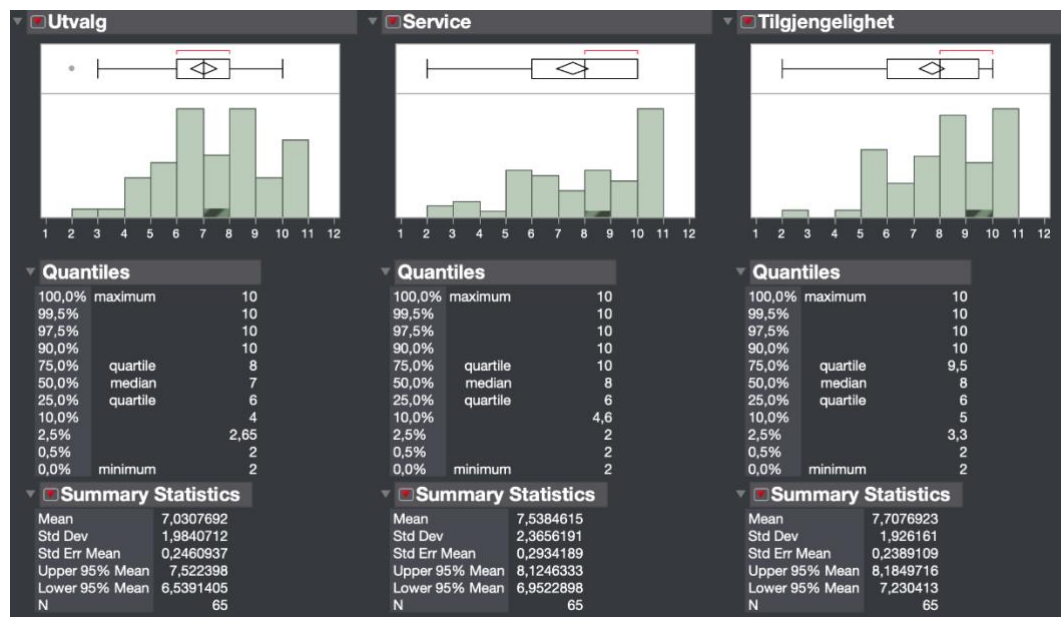 Utvalg
1 2 3 4 5 6 7 8 9 10 11 12
Quantiles
100,0% maximum 10
99,5% 10
97,5% 10
90,0% 10
75,0% quartile 8
50,0% median 7
25,0% quartile 6
10,0% 4
2,5% 2,65
0,5% 2
0,0% minimum 2
Summary Statistics
Mean 7,0307692
Std Dev 1,9840712
Std Err Mean 0,2460937
Upper 95% Mean 7,522398
Lower 95% Mean 6,5391405
N 65
Service
1 2 3 4 5 6 7 8 9 10 11 12
Quantiles
100,0% maximum 10
99,5% 10
97,5% 10
90,0% 10
75,0% quartile 10
50,0% median 8
25,0% quartile 6
10,0% 4,6
2,5% 2
0,5% 2
0,0% minimum 2
Summary Statistics
Mean 7,5384615
Std Dev 2,3656191
Std Err Mean 0,2934189
Upper 95% Mean 8,1246333
Lower 95% Mean 6,9522898
N 65
Tilgjengelighet
1 2 3 4 5 6 7 8 9 10 11 12
Quantiles
100,0% maximum 10
99,5% 10
97,5% 10
90,0% 10
75,0% quartile 9,5
50,0% median 8
25,0% quartile 6
10,0% 5
2,5% 3,3
0,5% 2
0,0% minimum 2
Summary Statistics
Mean 7,7076923
Std Dev 1,926161
Std Err Mean 0,2389109
Upper 95% Mean 8,1849716
Lower 95% Mean 7,230413
N 65